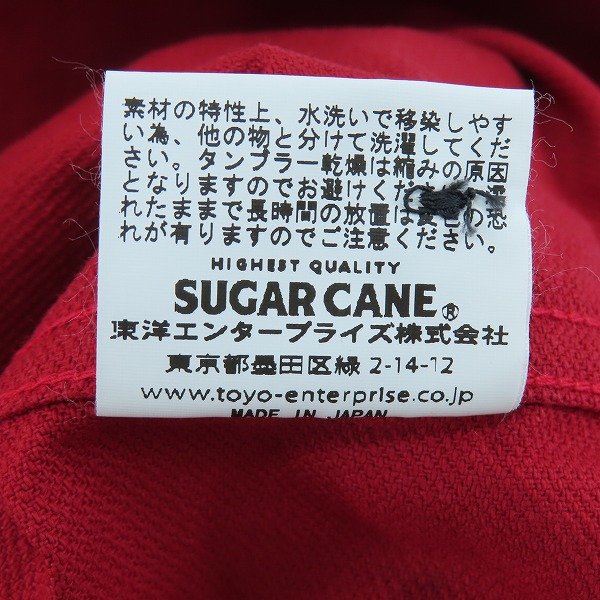 素材の特性上、水洗いで移染しやす
い為、他の物と分けて洗濯してくだ
さい。タンブラー乾燥は縮みの原因
となりますのでお避けくださ
れたままで長時間の放置は 色の恐
れが有りますのでご注意ください。
HIGHEST QUALITY
SUGAR CANE®
東洋エンタープライズ株式会社
東京都墨田区緑 2-14-12
www.toyo-enterprise.co.jp
MADE IN JAPAN